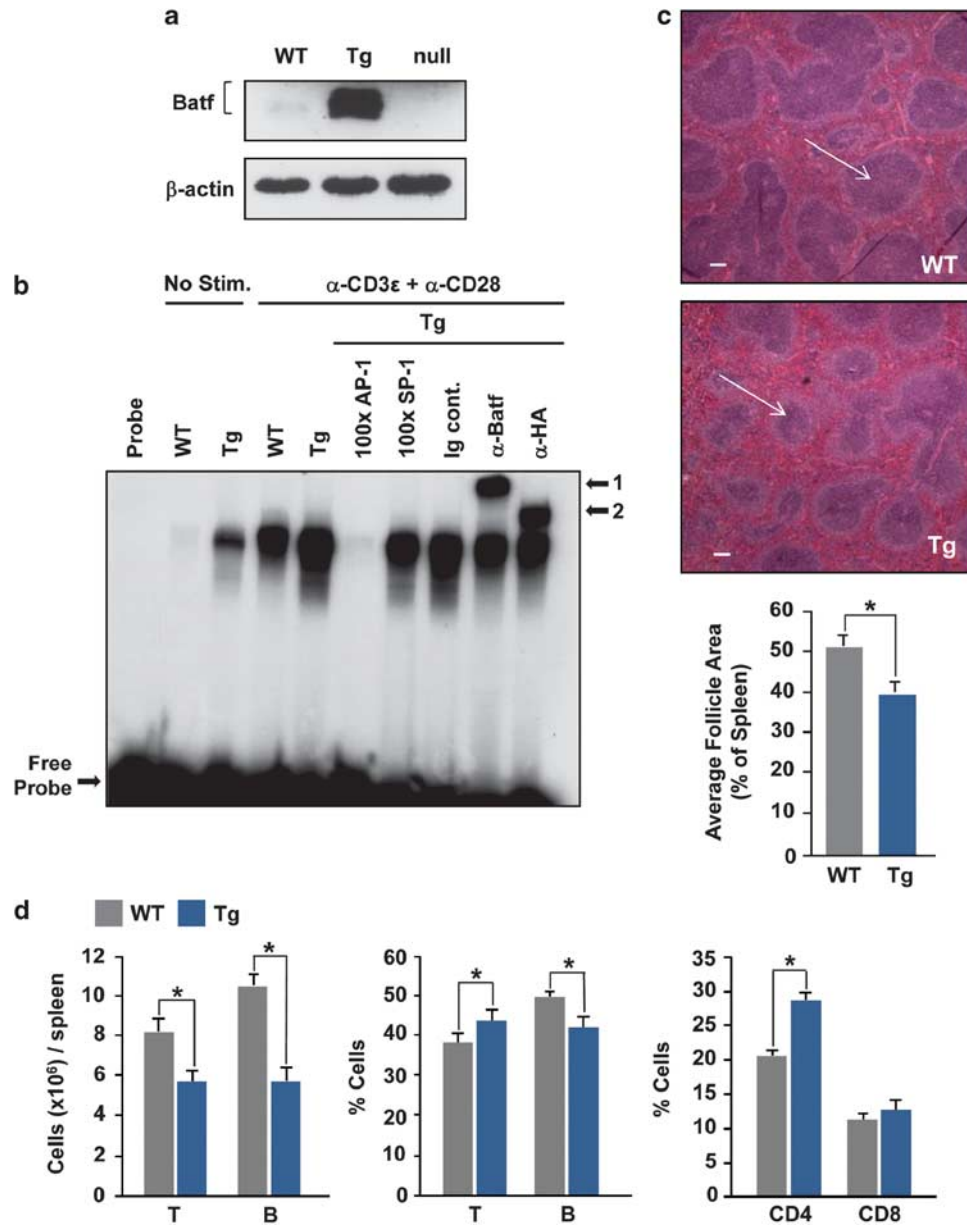 a
WT Tg null
Batf
β-actin
b
No Stim. α-CD3ε + α-CD28
Tg
Probe
WT
Tg
WT
Tg
100x AP-1
100x SP-1
Ig cont.
α-Batf
α-HA
1
2
Free
Probe
c
WT
Tg
Average Follicle Area
(% of Spleen)
60
50
40
30
20
10
0
WT Tg
*
d
WT Tg
Cells (x10⁶) / spleen
12
10
8
6
4
2
0
* *
T B
% Cells
60
50
40
30
20
10
0
* *
T B
% Cells
35
30
25
20
15
10
5
0
*
CD4 CD8